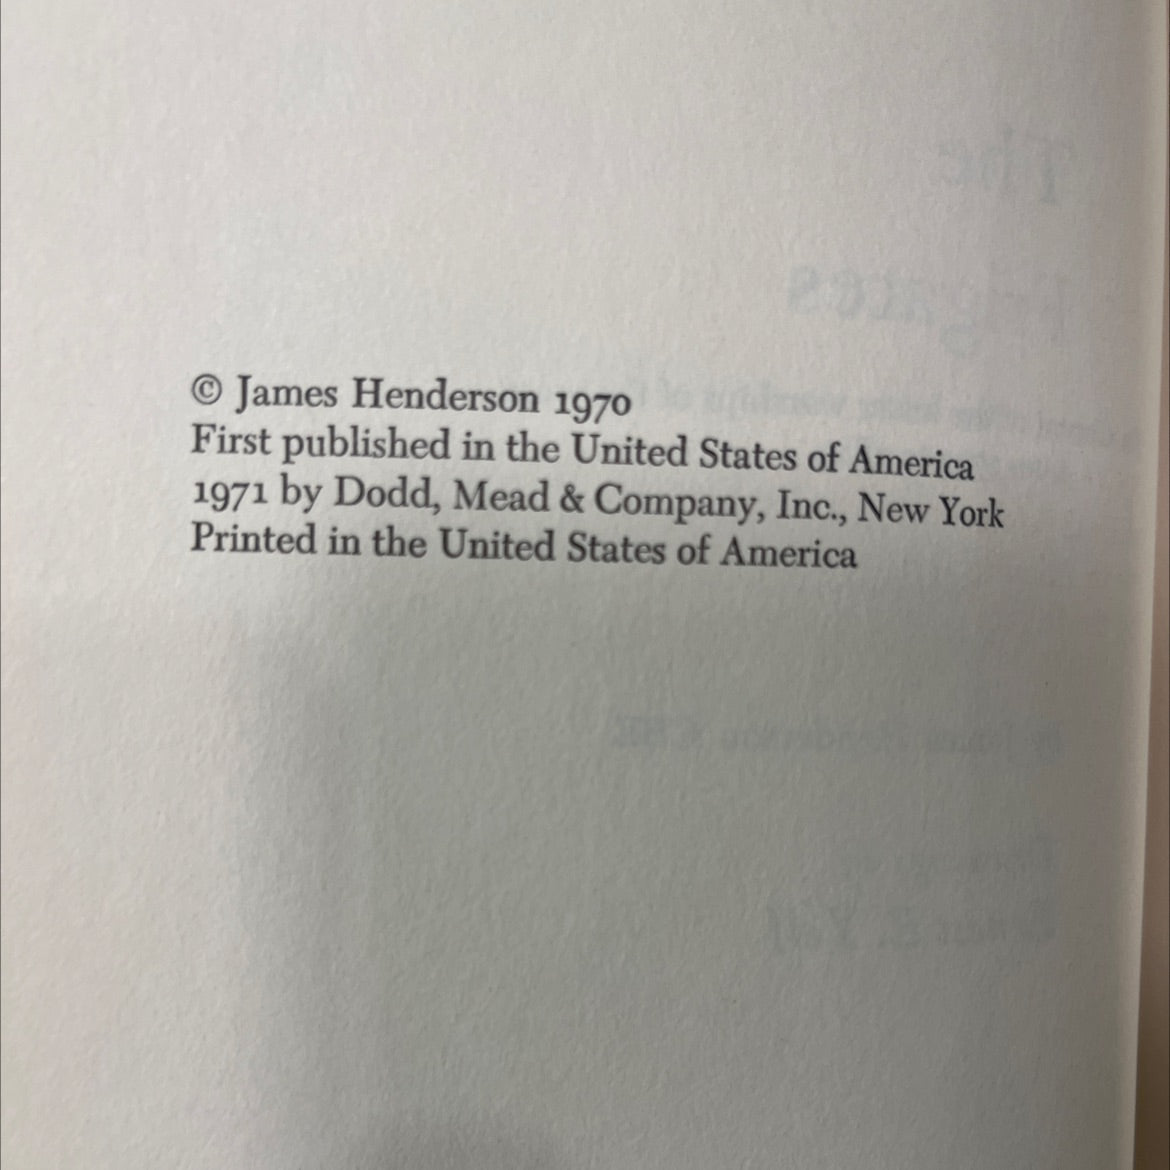 © James Henderson 1970
First published in the United States of America
1971 by Dodd, Mead & Company, Inc., New York
Printed in the United States of America